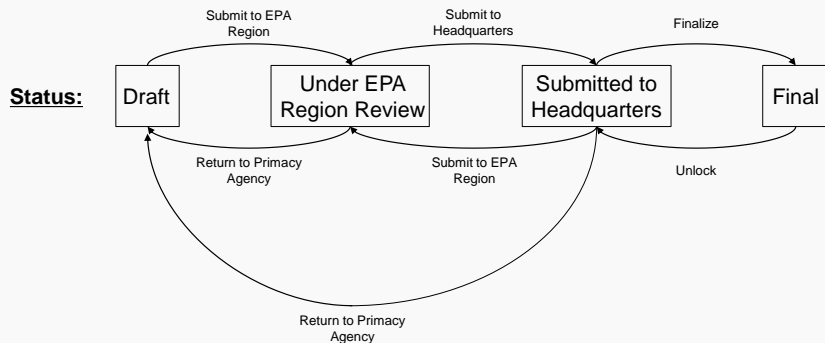 Submit to EPA
Region
Submit to
Headquarters
Finalize
Status:
Draft
Under EPA
Region Review
Submitted to
Headquarters
Final
Return to Primacy
Agency
Submit to EPA
Region
Unlock
Return to Primacy
Agency